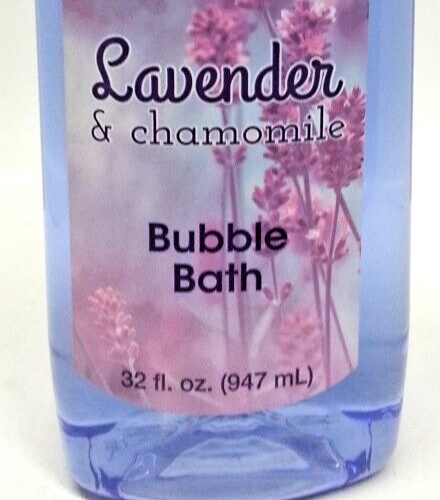 Lavender
& chamomile
Bubble
Bath
32 fl. oz. (947 mL)